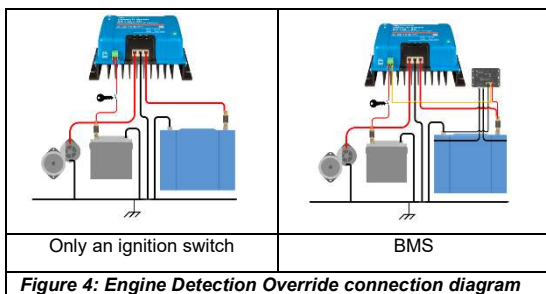 Only an ignition switch
BMS
Figure 4: Engine Detection Override connection diagram